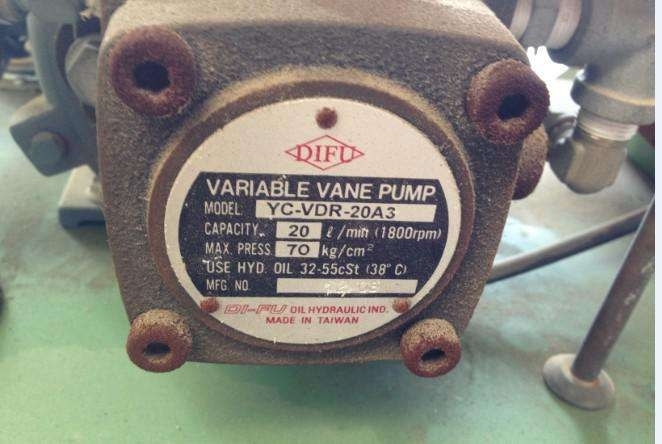 DIFU
VARIABLE VANE PUMP
MODEL YC-VDR-20A3
CAPACITY. 20 ℓ/min (1800rpm)
MAX. PRESS 70 kg/cm²
USE HYD. OIL 32-55cSt (38°C)
MFG. NO.
DI-FU OIL HYDRAULIC IND.
MADE IN TAIWAN